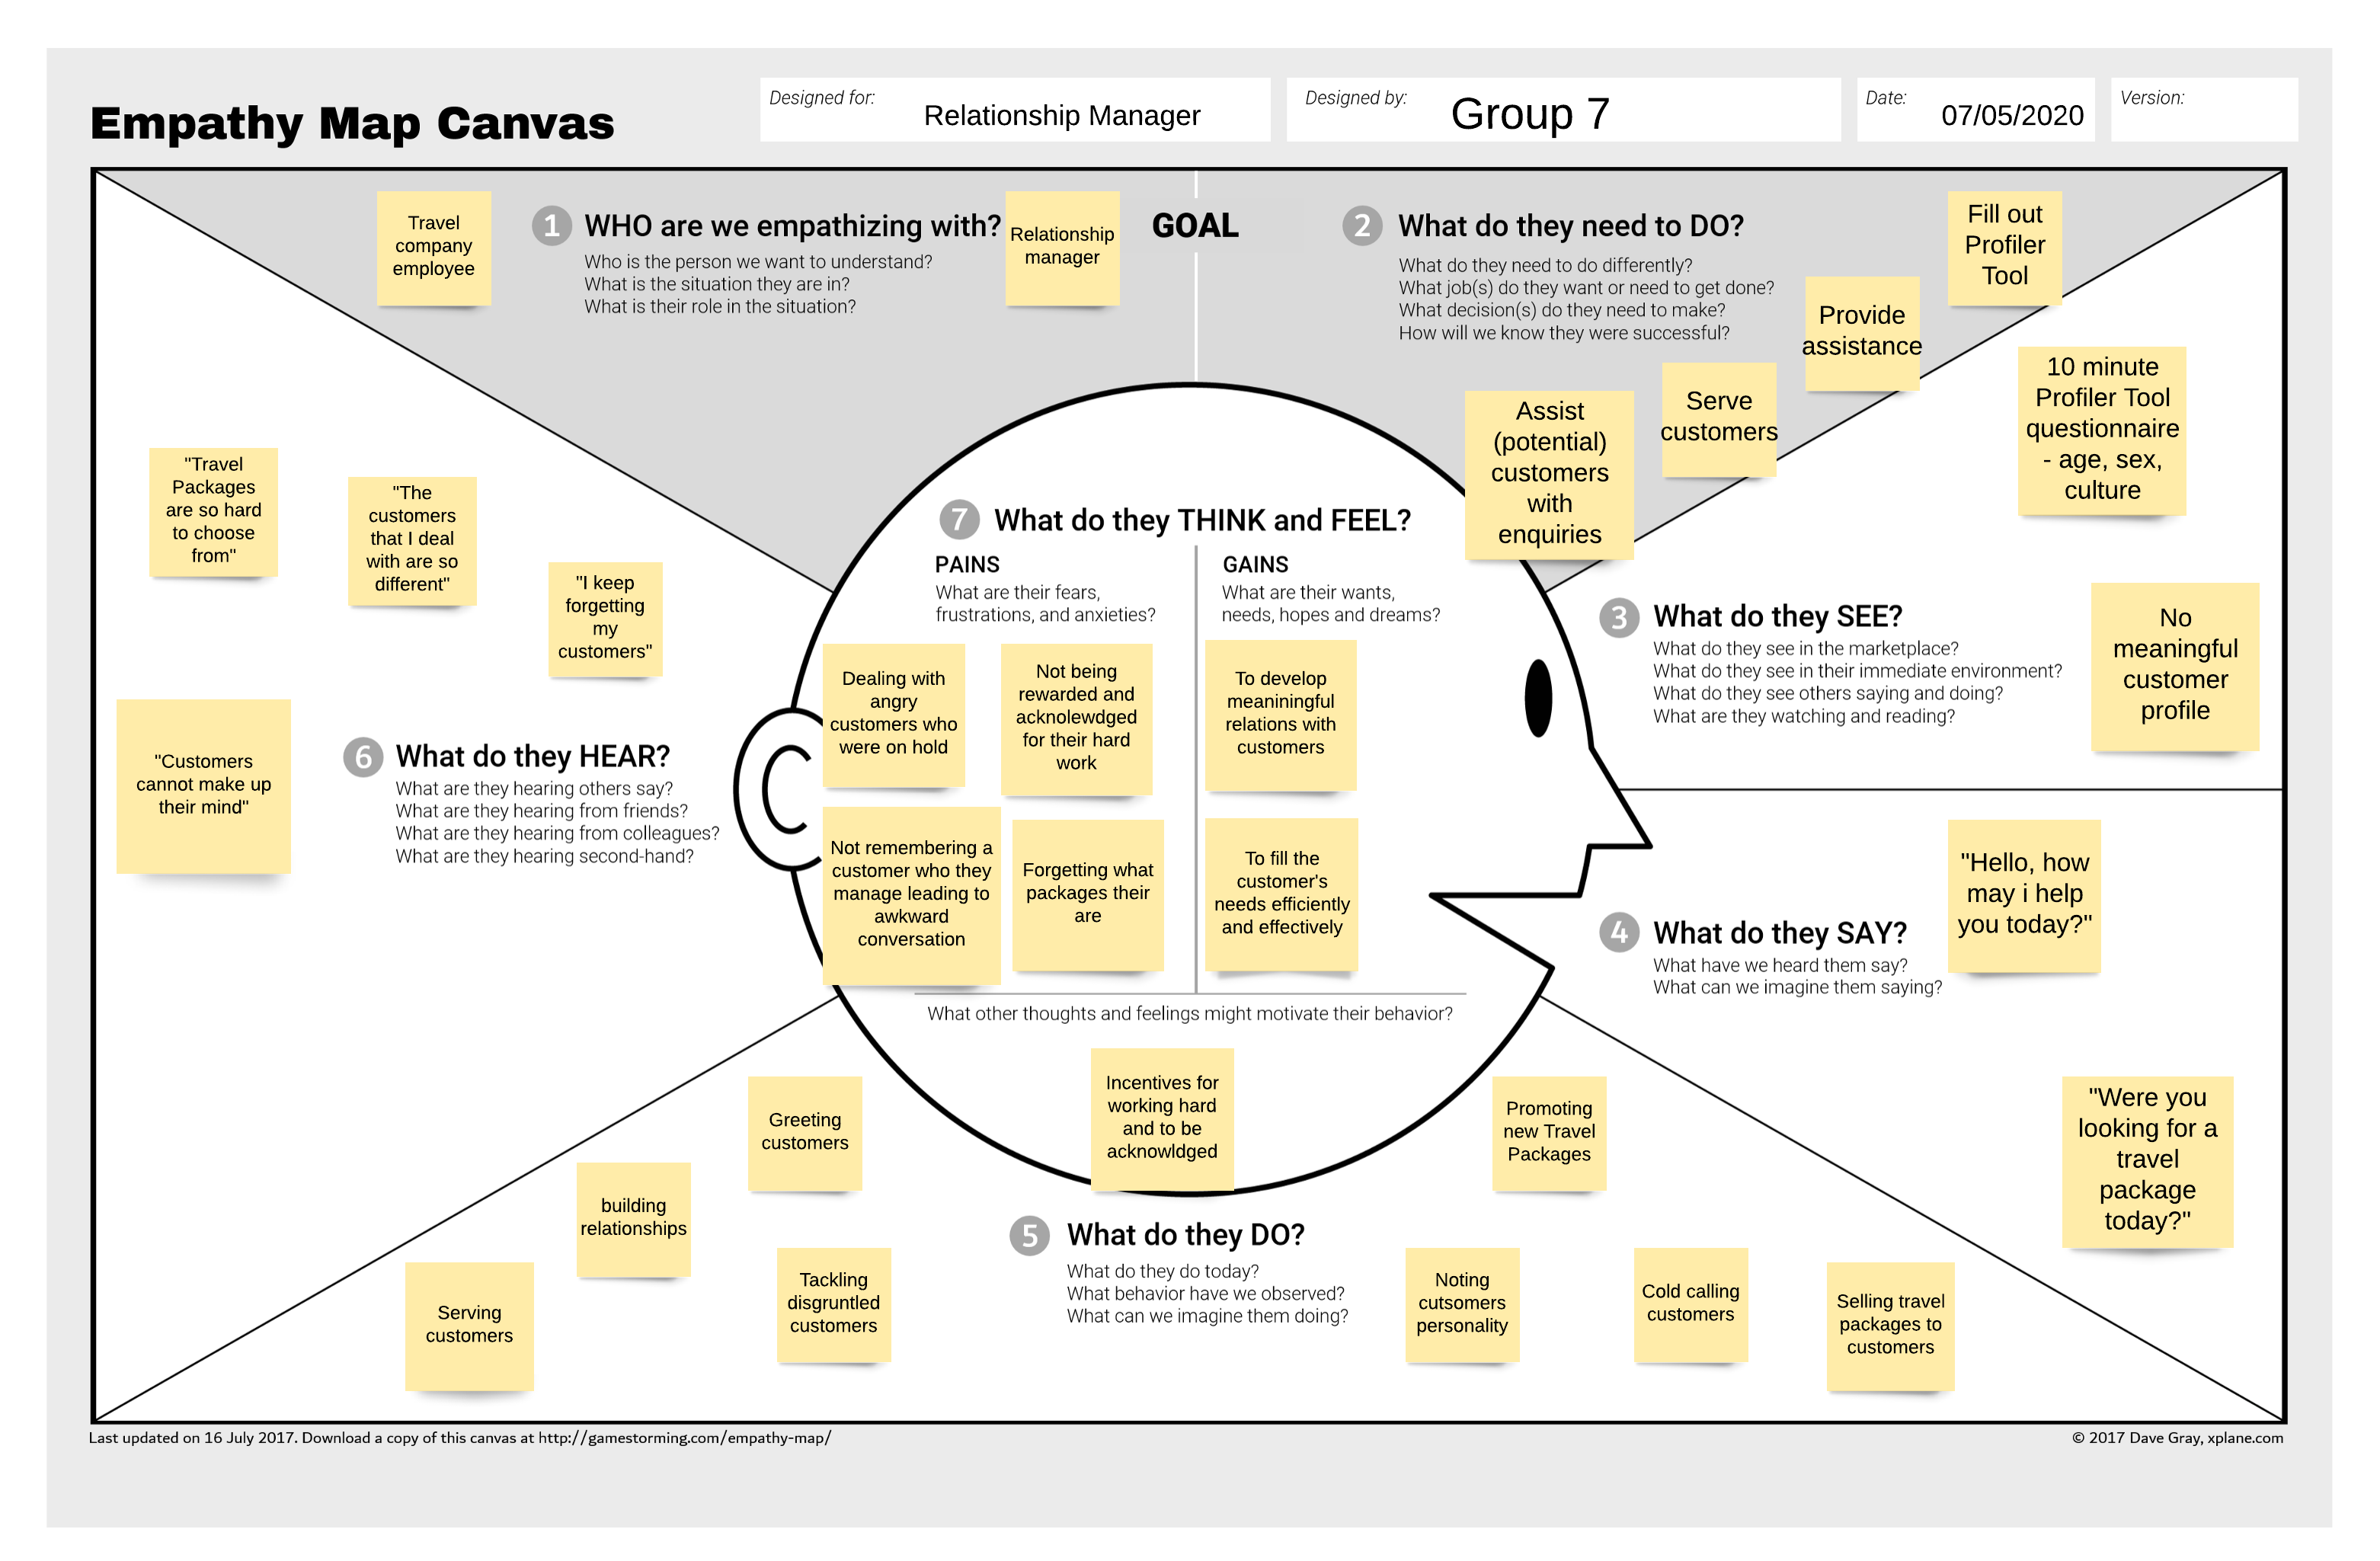 Empathy Map Canvas
Designed for:
Relationship Manager
Designed by:
Group 7
Date:
07/05/2020
Version:
Travel
company
employee
1 WHO are we empathizing with?
Who is the person we want to understand?
What is the situation they are in?
What is their role in the situation?
Relationship
manager
GOAL
2 What do they need to DO?
What do they need to do differently?
What job(s) do they want or need to get done?
What decision(s) do they need to make?
How will we know they were successful?
Fill out
Profiler
Tool
Provide
assistance
Serve
customers
Assist
(potential)
customers
with
enquiries
10 minute
Profiler Tool
questionnaire
- age, sex,
culture
3 What do they SEE?
What do they see in the marketplace?
What do they see in their immediate environment?
What do they see others saying and doing?
What are they watching and reading?
No
meaningful
customer
profile
4 What do they SAY?
What have we heard them say?
What can we imagine them saying?
"Hello, how
may i help
you today?"
"Were you
looking for a
travel
package
today?"
5 What do they DO?
What do they do today?
What behavior have we observed?
What can we imagine them doing?
Greeting
customers
building
relationships
Serving
customers
Tackling
disgruntled
customers
Promoting
new Travel
Packages
Noting
cutsomers
personality
Cold calling
customers
Selling travel
packages to
customers
"Travel
Packages
are so hard
to choose
from"
"The
customers
that I deal
with are so
different"
"I keep
forgetting
my
customers"
"Customers
cannot make up
their mind"
6 What do they HEAR?
What are they hearing others say?
What are they hearing from friends?
What are they hearing from colleagues?
What are they hearing second-hand?
7 What do they THINK and FEEL?
PAINS
What are their fears,
frustrations, and anxieties?
Dealing with
angry
customers who
were on hold
Not being
rewarded and
acknolewdged
for their hard
work
Not remembering a
customer who they
manage leading to
awkward
conversation
Forgetting what
packages their
are
GAINS
What are their wants,
needs, hopes and dreams?
To develop
meaniningful
relations with
customers
To fill the
customer's
needs efficiently
and effectively
What other thoughts and feelings might motivate their behavior?
Incentives for
working hard
and to be
acknowldged
Last updated on 16 July 2017. Download a copy of this canvas at http://gamestorming.com/empathy-map/
© 2017 Dave Gray, xplane.com